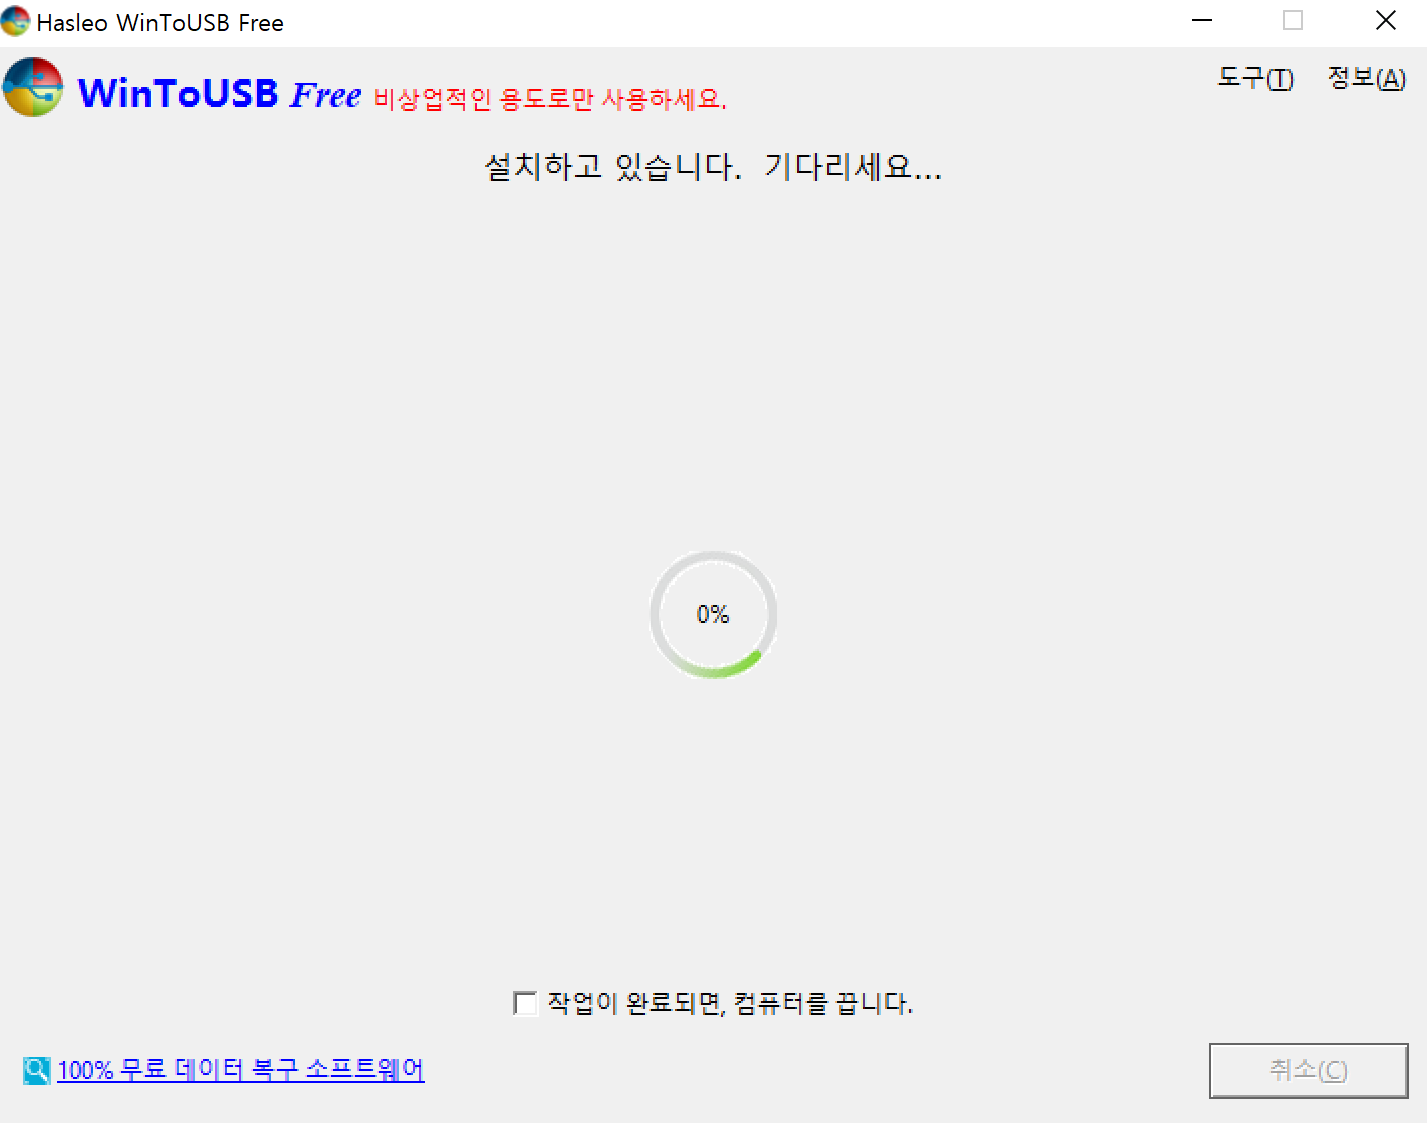 Hasleo WinToUSB Free
WinToUSB Free 비상업적인 용도로만 사용하세요.
도구(T) 정보(A)
설치하고 있습니다. 기다리세요...
0%
작업이 완료되면, 컴퓨터를 끕니다.
100% 무료 데이터 복구 소프트웨어
취소(C)